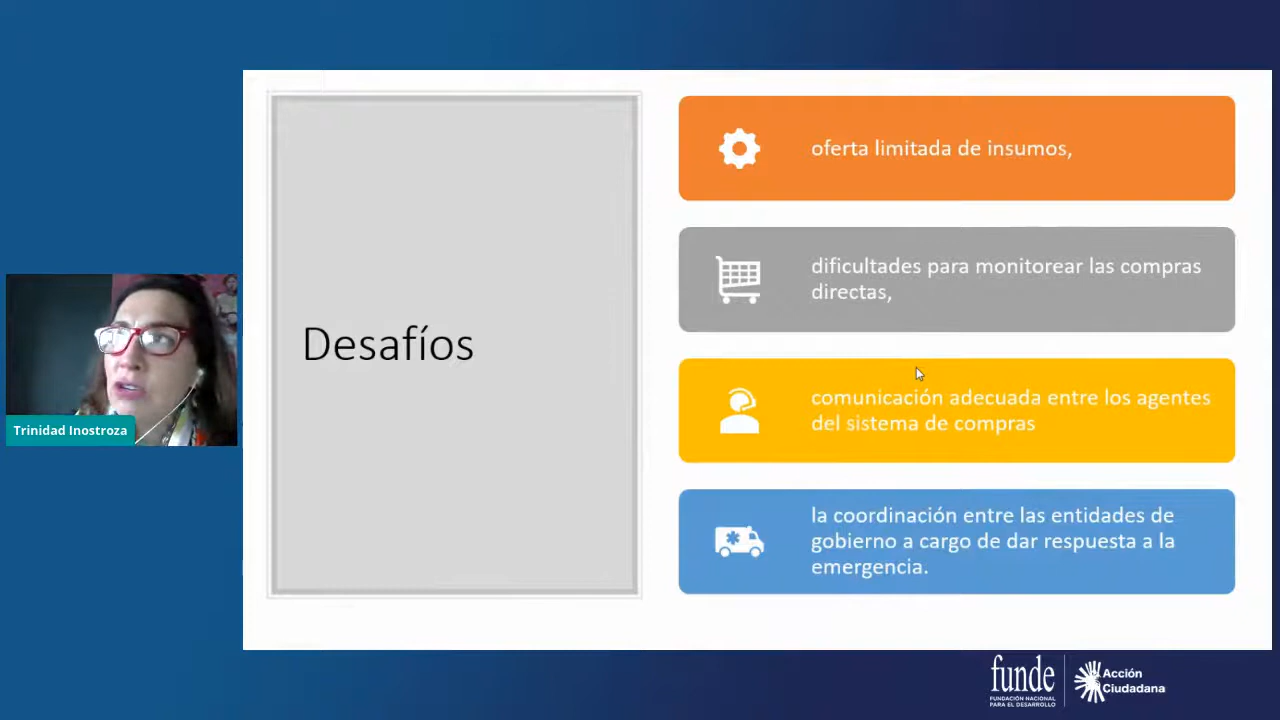 Desafíos
oferta limitada de insumos,
dificultades para monitorear las compras
directas,
comunicación adecuada entre los agentes
del sistema de compras
la coordinación entre las entidades de
gobierno a cargo de dar respuesta a la
emergencia.
Trinidad Inostroza
funde
FUNDACIÓN NACIONAL
PARA EL DESARROLLO
Acción
Ciudadana